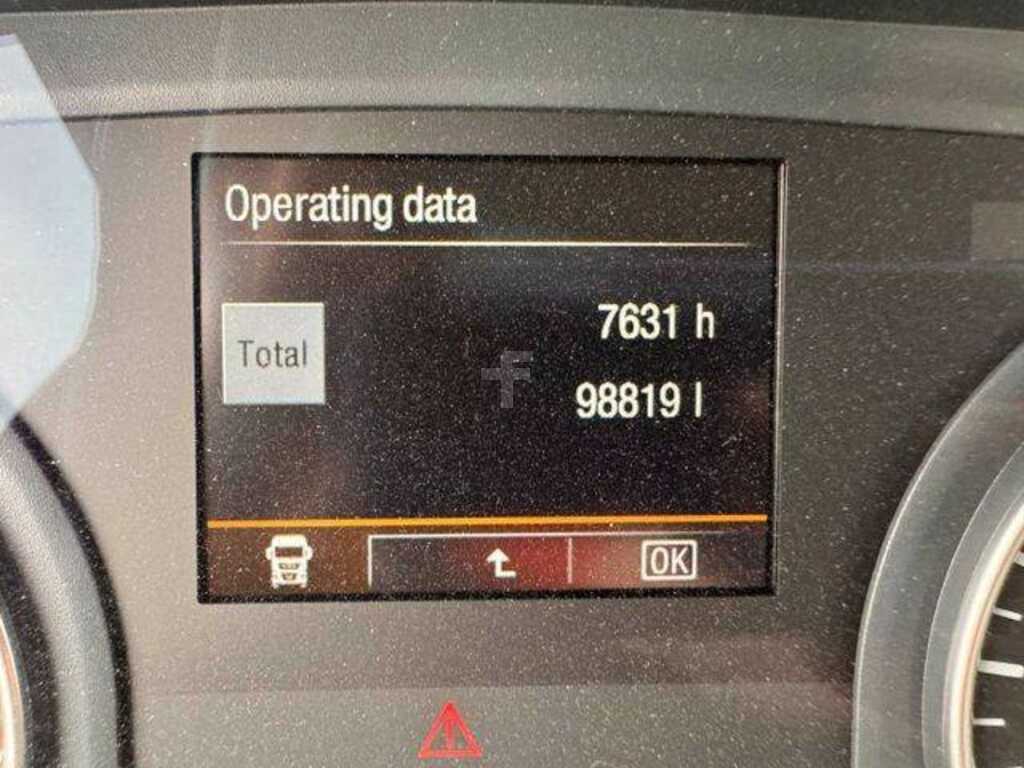 Operating data
Total
7631 h
98819 l
OK